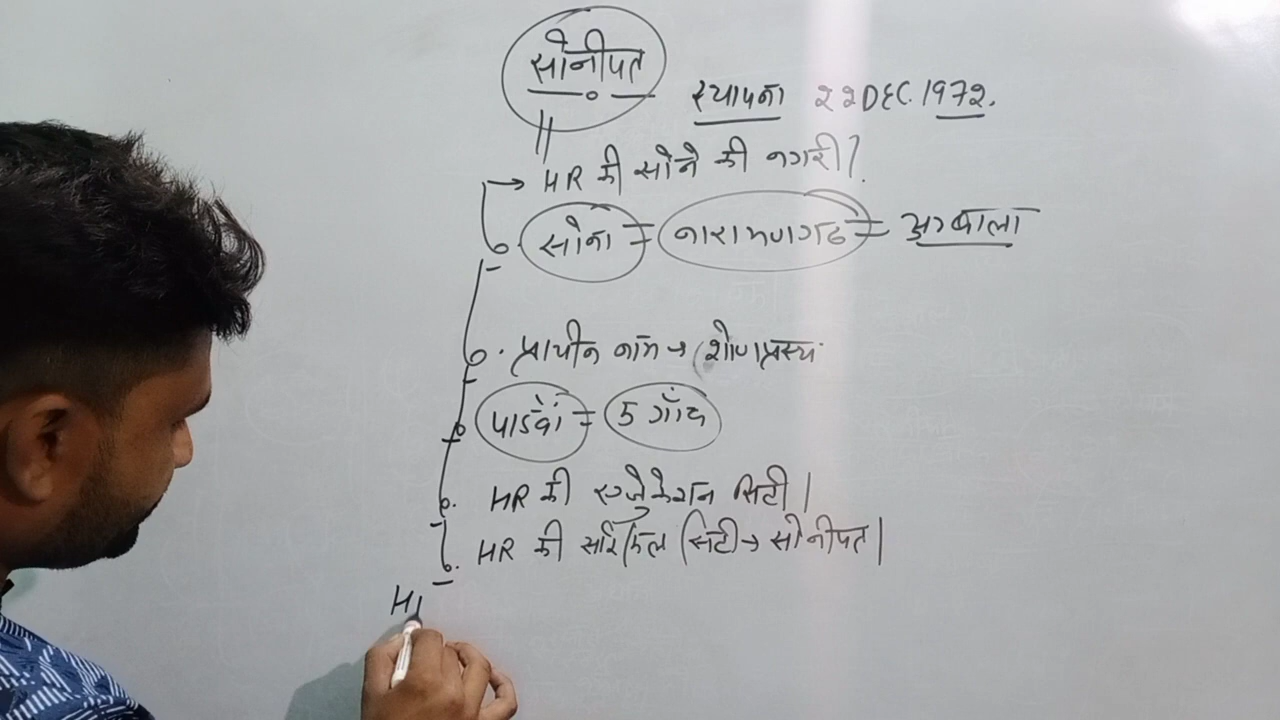 सोनीपत
स्थापना 22 DEC. 1972.
HR की सोने की नगरी?
सोना = नारायणगढ = अम्बाला
प्राचीन नाम → शोणप्रस्थ
पाडवों = 5 गाँव
HR की एजुकेशन सिटी।
HR की साईकिल सिटी → सोनीपत।